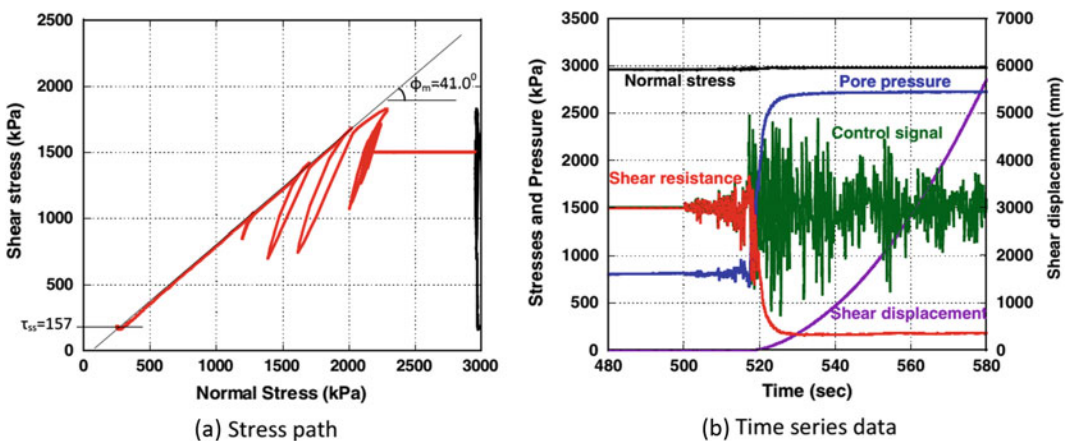 2500
2000
1500
1000
500
0
Shear stress (kPa)
ϕm=41.0⁰
τss=157
0 500 1000 1500 2000 2500 3000
Normal Stress (kPa)
(a) Stress path
3500
3000
2500
2000
1500
1000
500
0
Stresses and Pressure (kPa)
Normal stress
Pore pressure
Control signal
Shear resistance
Shear displacement
7000
6000
5000
4000
3000
2000
1000
0
Shear displacement (mm)
480 500 520 540 560 580
Time (sec)
(b) Time series data